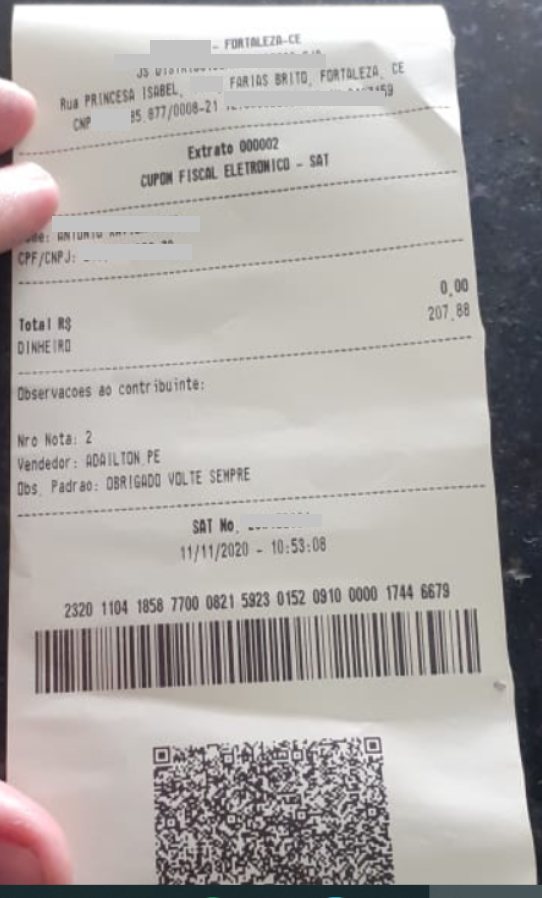 - FORTALEZA-CE
JS
Rua PRINCESA ISABEL, FARIAS BRITO, FORTALEZA, CE
CNP 85.877/0008-21
Extrato 000002
CUPOM FISCAL ELETRONICO - SAT
ANTONIO
CPF/CNPJ:
0,00
Total R$
207,88
DINHEIRO
Observacoes ao contribuinte:
Nro Nota: 2
Vendedor: ADAILTON PE
Obs. Padrao: OBRIGADO VOLTE SEMPRE
SAT No.
11/11/2020 - 10:53:08
2320 1104 1858 7700 0821 5923 0152 0910 0000 1744 6679